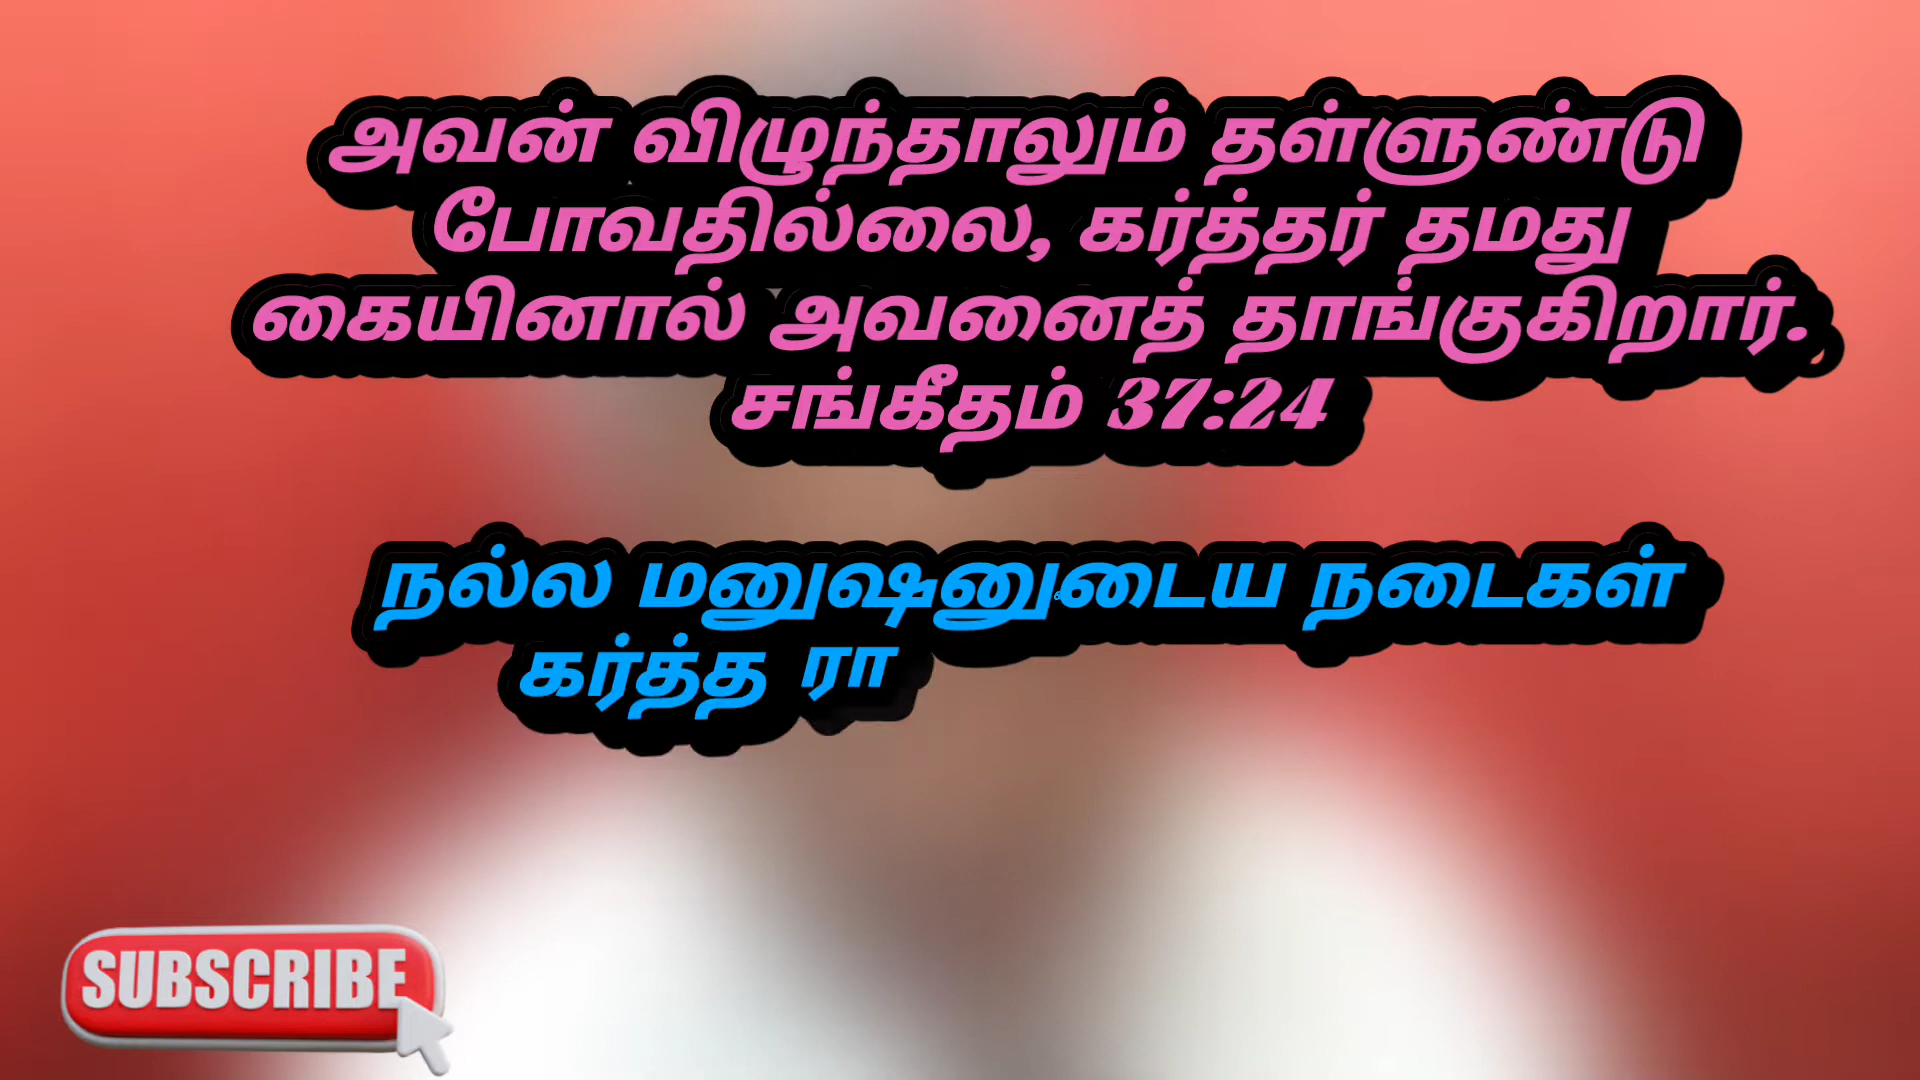 அவன் விழுந்தாலும் தள்ளுண்டு
போவதில்லை, கர்த்தர் தமது
கையினால் அவனைத் தாங்குகிறார்.
சங்கீதம் 37:24
நல்ல மனுஷனுடைய நடைகள்
கர்த்த ரா
SUBSCRIBE